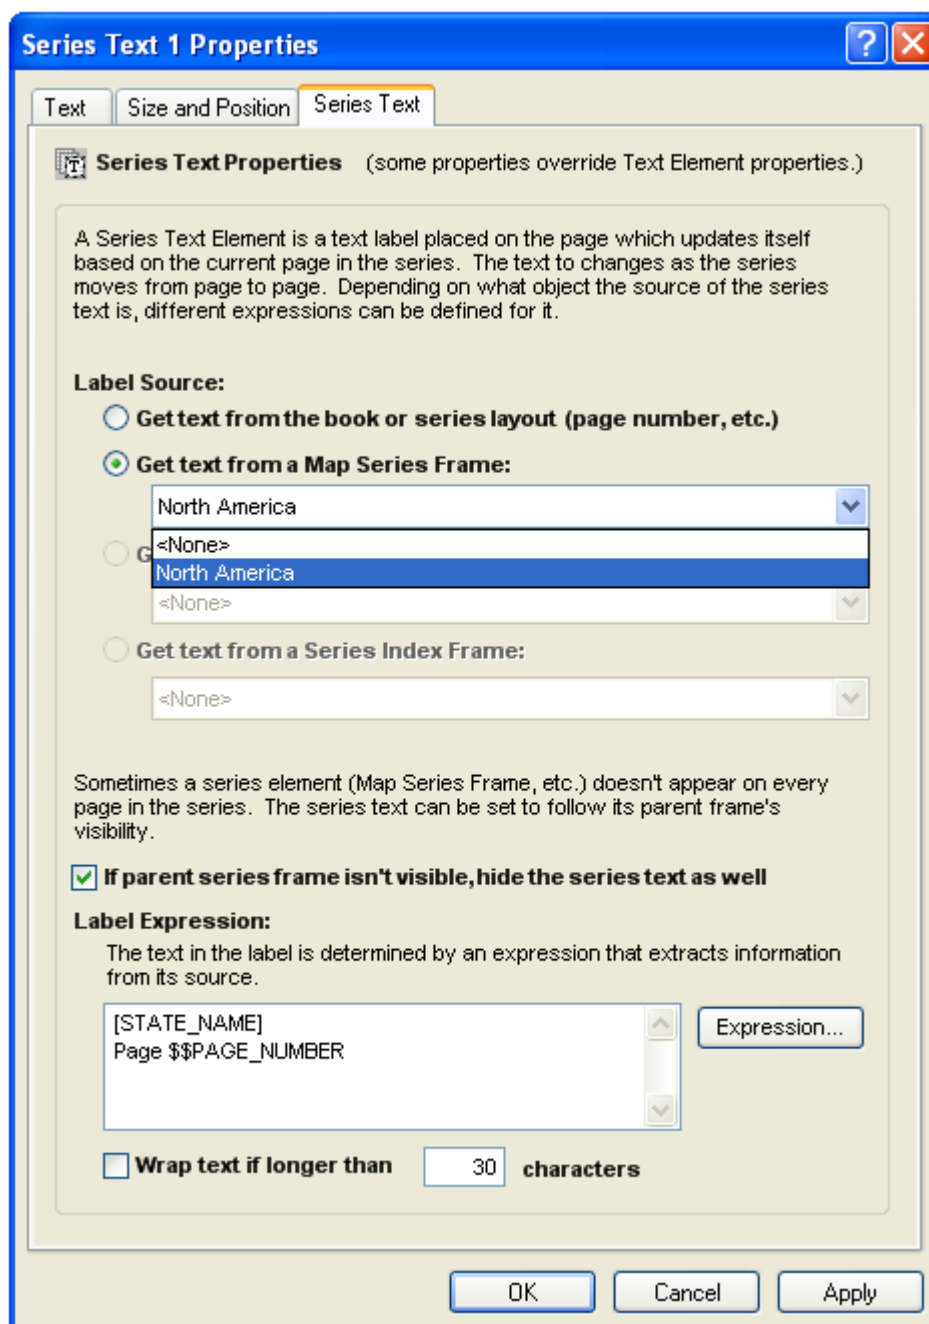 Series Text 1 Properties
Text Size and Position Series Text
Series Text Properties (some properties override Text Element properties.)
A Series Text Element is a text label placed on the page which updates itself
based on the current page in the series. The text to changes as the series
moves from page to page. Depending on what object the source of the series
text is, different expressions can be defined for it.
Label Source:
Get text from the book or series layout (page number, etc.)
Get text from a Map Series Frame:
North America
<None>
North America
<None>
Get text from a Series Index Frame:
<None>
Sometimes a series element (Map Series Frame, etc.) doesn't appear on every
page in the series. The series text can be set to follow its parent frame's
visibility.
If parent series frame isn't visible, hide the series text as well
Label Expression:
The text in the label is determined by an expression that extracts information
from its source.
[STATE_NAME]
Page $$PAGE_NUMBER
Expression...
Wrap text if longer than 30 characters
OK Cancel Apply